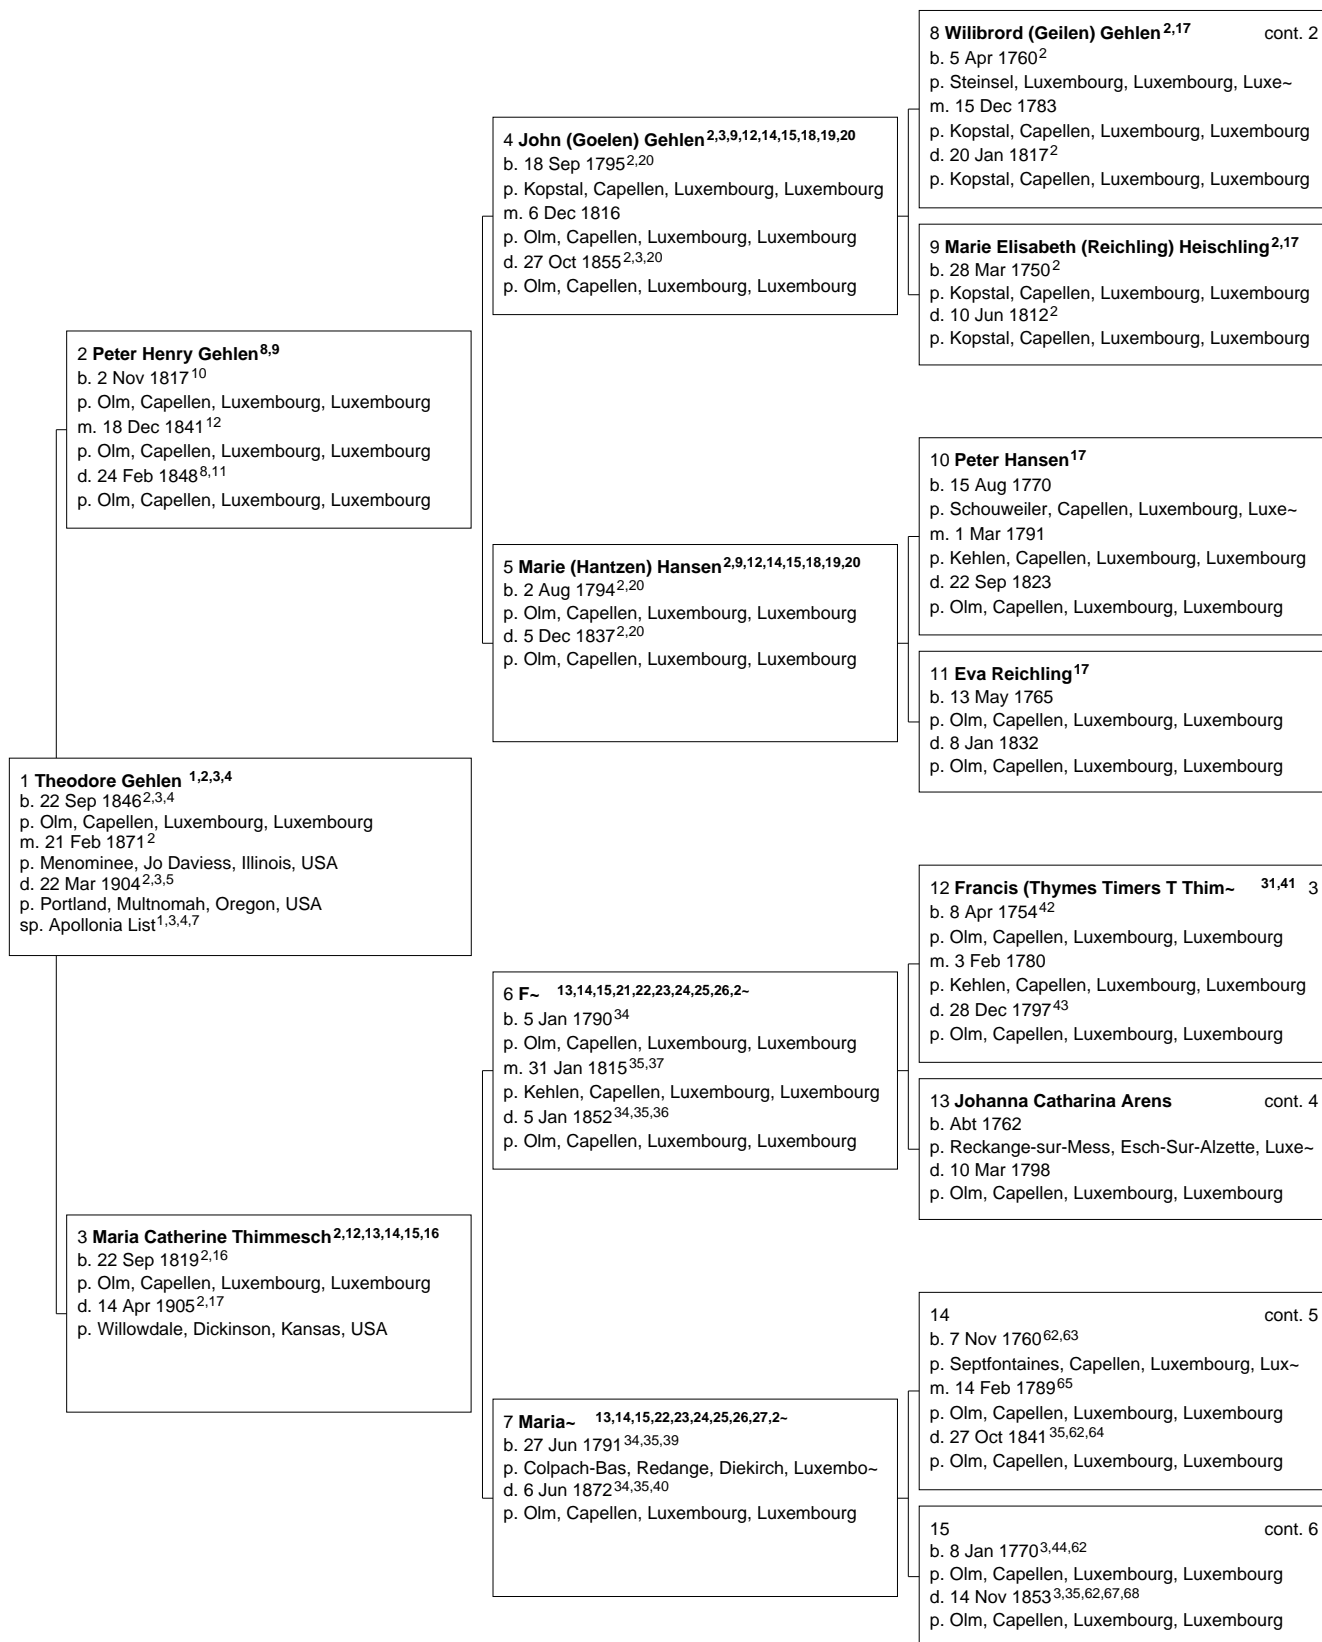 8 Wilibrord (Geilen) Gehlen2,17 cont. 2
b. 5 Apr 17602
p. Steinsel, Luxembourg, Luxembourg, Luxe~
m. 15 Dec 1783
p. Kopstal, Capellen, Luxembourg, Luxembourg
d. 20 Jan 18172
p. Kopstal, Capellen, Luxembourg, Luxembourg
4 John (Goelen) Gehlen2,3,9,12,14,15,18,19,20
b. 18 Sep 17952,20
p. Kopstal, Capellen, Luxembourg, Luxembourg
m. 6 Dec 1816
p. Olm, Capellen, Luxembourg, Luxembourg
d. 27 Oct 18552,3,20
p. Olm, Capellen, Luxembourg, Luxembourg
9 Marie Elisabeth (Reichling) Heischling2,17
b. 28 Mar 17502
p. Kopstal, Capellen, Luxembourg, Luxembourg
d. 10 Jun 18122
p. Kopstal, Capellen, Luxembourg, Luxembourg
2 Peter Henry Gehlen8,9
b. 2 Nov 181710
p. Olm, Capellen, Luxembourg, Luxembourg
m. 18 Dec 184112
p. Olm, Capellen, Luxembourg, Luxembourg
d. 24 Feb 18488,11
p. Olm, Capellen, Luxembourg, Luxembourg
10 Peter Hansen17
b. 15 Aug 1770
p. Schouweiler, Capellen, Luxembourg, Luxe~
m. 1 Mar 1791
p. Kehlen, Capellen, Luxembourg, Luxembourg
d. 22 Sep 1823
p. Olm, Capellen, Luxembourg, Luxembourg
5 Marie (Hantzen) Hansen2,9,12,14,15,18,19,20
b. 2 Aug 17942,20
p. Olm, Capellen, Luxembourg, Luxembourg
d. 5 Dec 18372,20
p. Olm, Capellen, Luxembourg, Luxembourg
11 Eva Reichling17
b. 13 May 1765
p. Olm, Capellen, Luxembourg, Luxembourg
d. 8 Jan 1832
p. Olm, Capellen, Luxembourg, Luxembourg
1 Theodore Gehlen 1,2,3,4
b. 22 Sep 18462,3,4
p. Olm, Capellen, Luxembourg, Luxembourg
m. 21 Feb 18712
p. Menominee, Jo Daviess, Illinois, USA
d. 22 Mar 19042,3,5
p. Portland, Multnomah, Oregon, USA
sp. Apollonia List1,3,4,7
12 Francis (Thymes Timers T Thim~ 31,41 3
b. 8 Apr 175442
p. Olm, Capellen, Luxembourg, Luxembourg
m. 3 Feb 1780
p. Kehlen, Capellen, Luxembourg, Luxembourg
d. 28 Dec 179743
p. Olm, Capellen, Luxembourg, Luxembourg
6 F~ 13,14,15,21,22,23,24,25,26,2~
b. 5 Jan 179034
p. Olm, Capellen, Luxembourg, Luxembourg
m. 31 Jan 181535,37
p. Kehlen, Capellen, Luxembourg, Luxembourg
d. 5 Jan 185234,35,36
p. Olm, Capellen, Luxembourg, Luxembourg
13 Johanna Catharina Arens cont. 4
b. Abt 1762
p. Reckange-sur-Mess, Esch-Sur-Alzette, Luxe~
d. 10 Mar 1798
p. Olm, Capellen, Luxembourg, Luxembourg
3 Maria Catherine Thimmesch2,12,13,14,15,16
b. 22 Sep 18192,16
p. Olm, Capellen, Luxembourg, Luxembourg
d. 14 Apr 19052,17
p. Willowdale, Dickinson, Kansas, USA
14 cont. 5
b. 7 Nov 176062,63
p. Septfontaines, Capellen, Luxembourg, Lux~
m. 14 Feb 178965
p. Olm, Capellen, Luxembourg, Luxembourg
d. 27 Oct 184135,62,64
p. Olm, Capellen, Luxembourg, Luxembourg
7 Maria~ 13,14,15,22,23,24,25,26,27,2~
b. 27 Jun 179134,35,39
p. Colpach-Bas, Redange, Diekirch, Luxembo~
d. 6 Jun 187234,35,40
p. Olm, Capellen, Luxembourg, Luxembourg
15 cont. 6
b. 8 Jan 17703,44,62
p. Olm, Capellen, Luxembourg, Luxembourg
d. 14 Nov 18533,35,62,67,68
p. Olm, Capellen, Luxembourg, Luxembourg